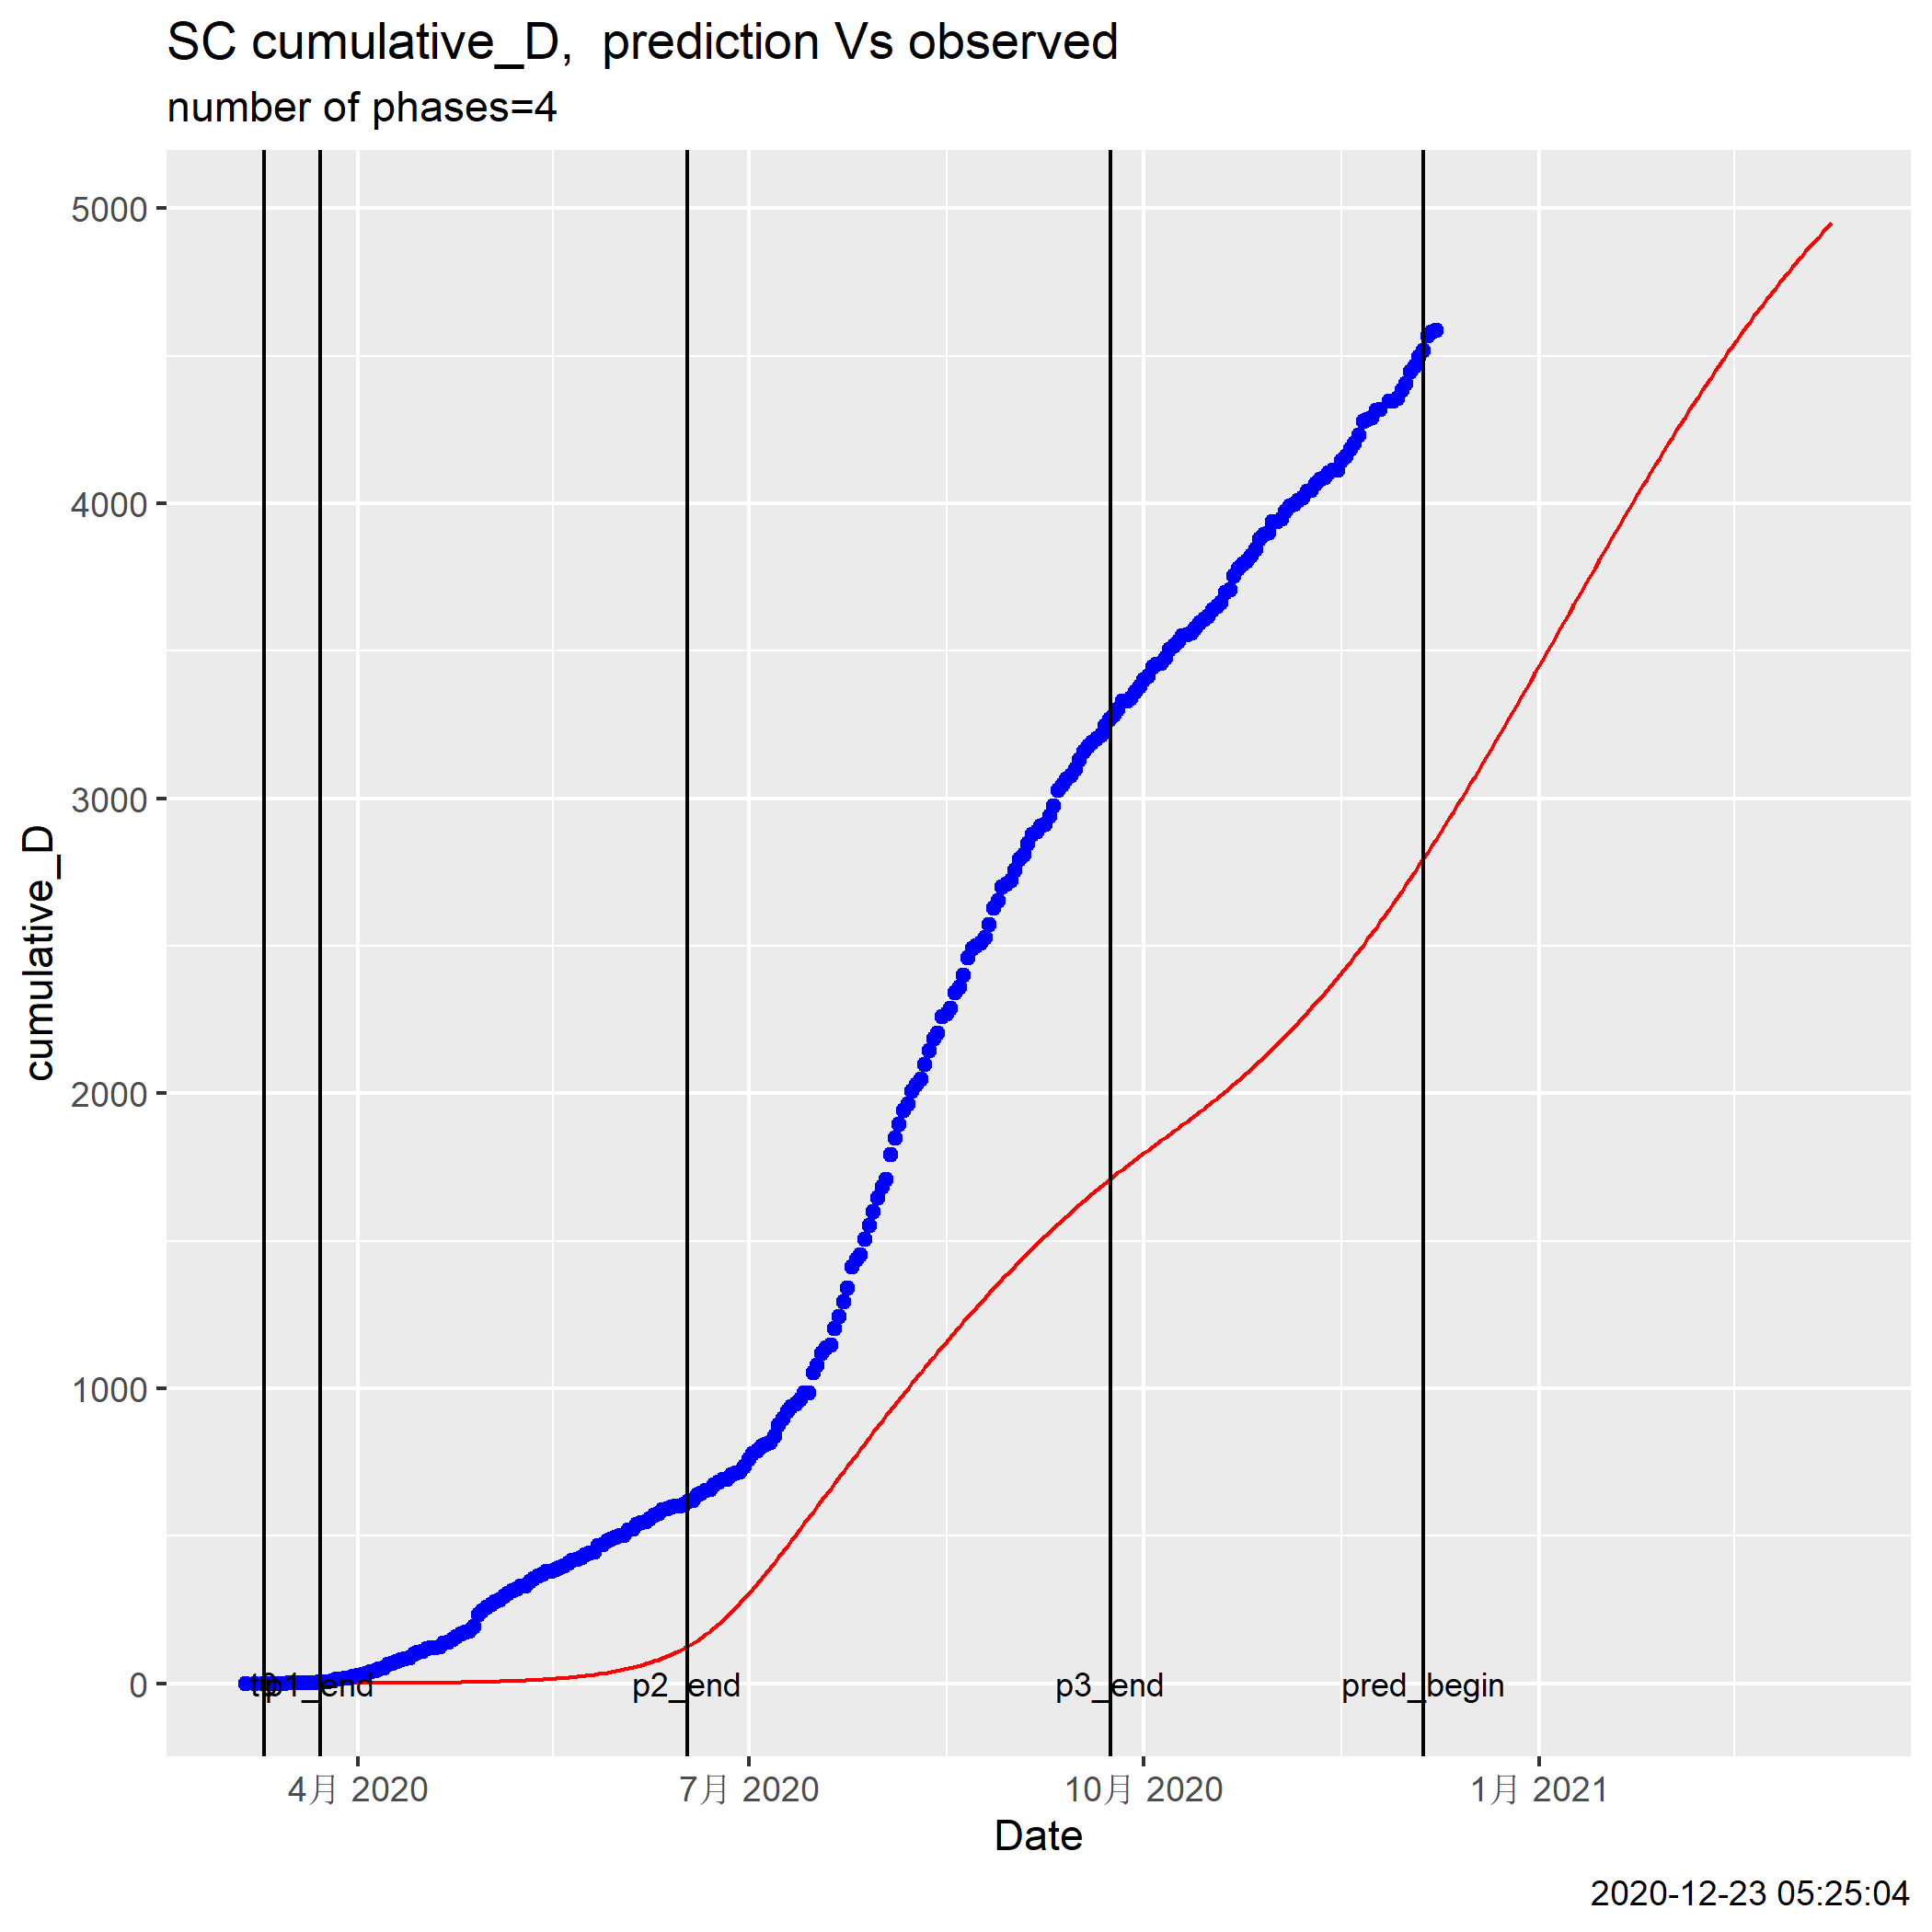 SC cumulative_D,  prediction Vs observed
number of phases=4
5000
4000
3000
2000
1000
0
cumulative_D
p1_end
p2_end
p3_end
pred_begin
4月 2020
7月 2020
10月 2020
1月 2021
Date
2020-12-23 05:25:04